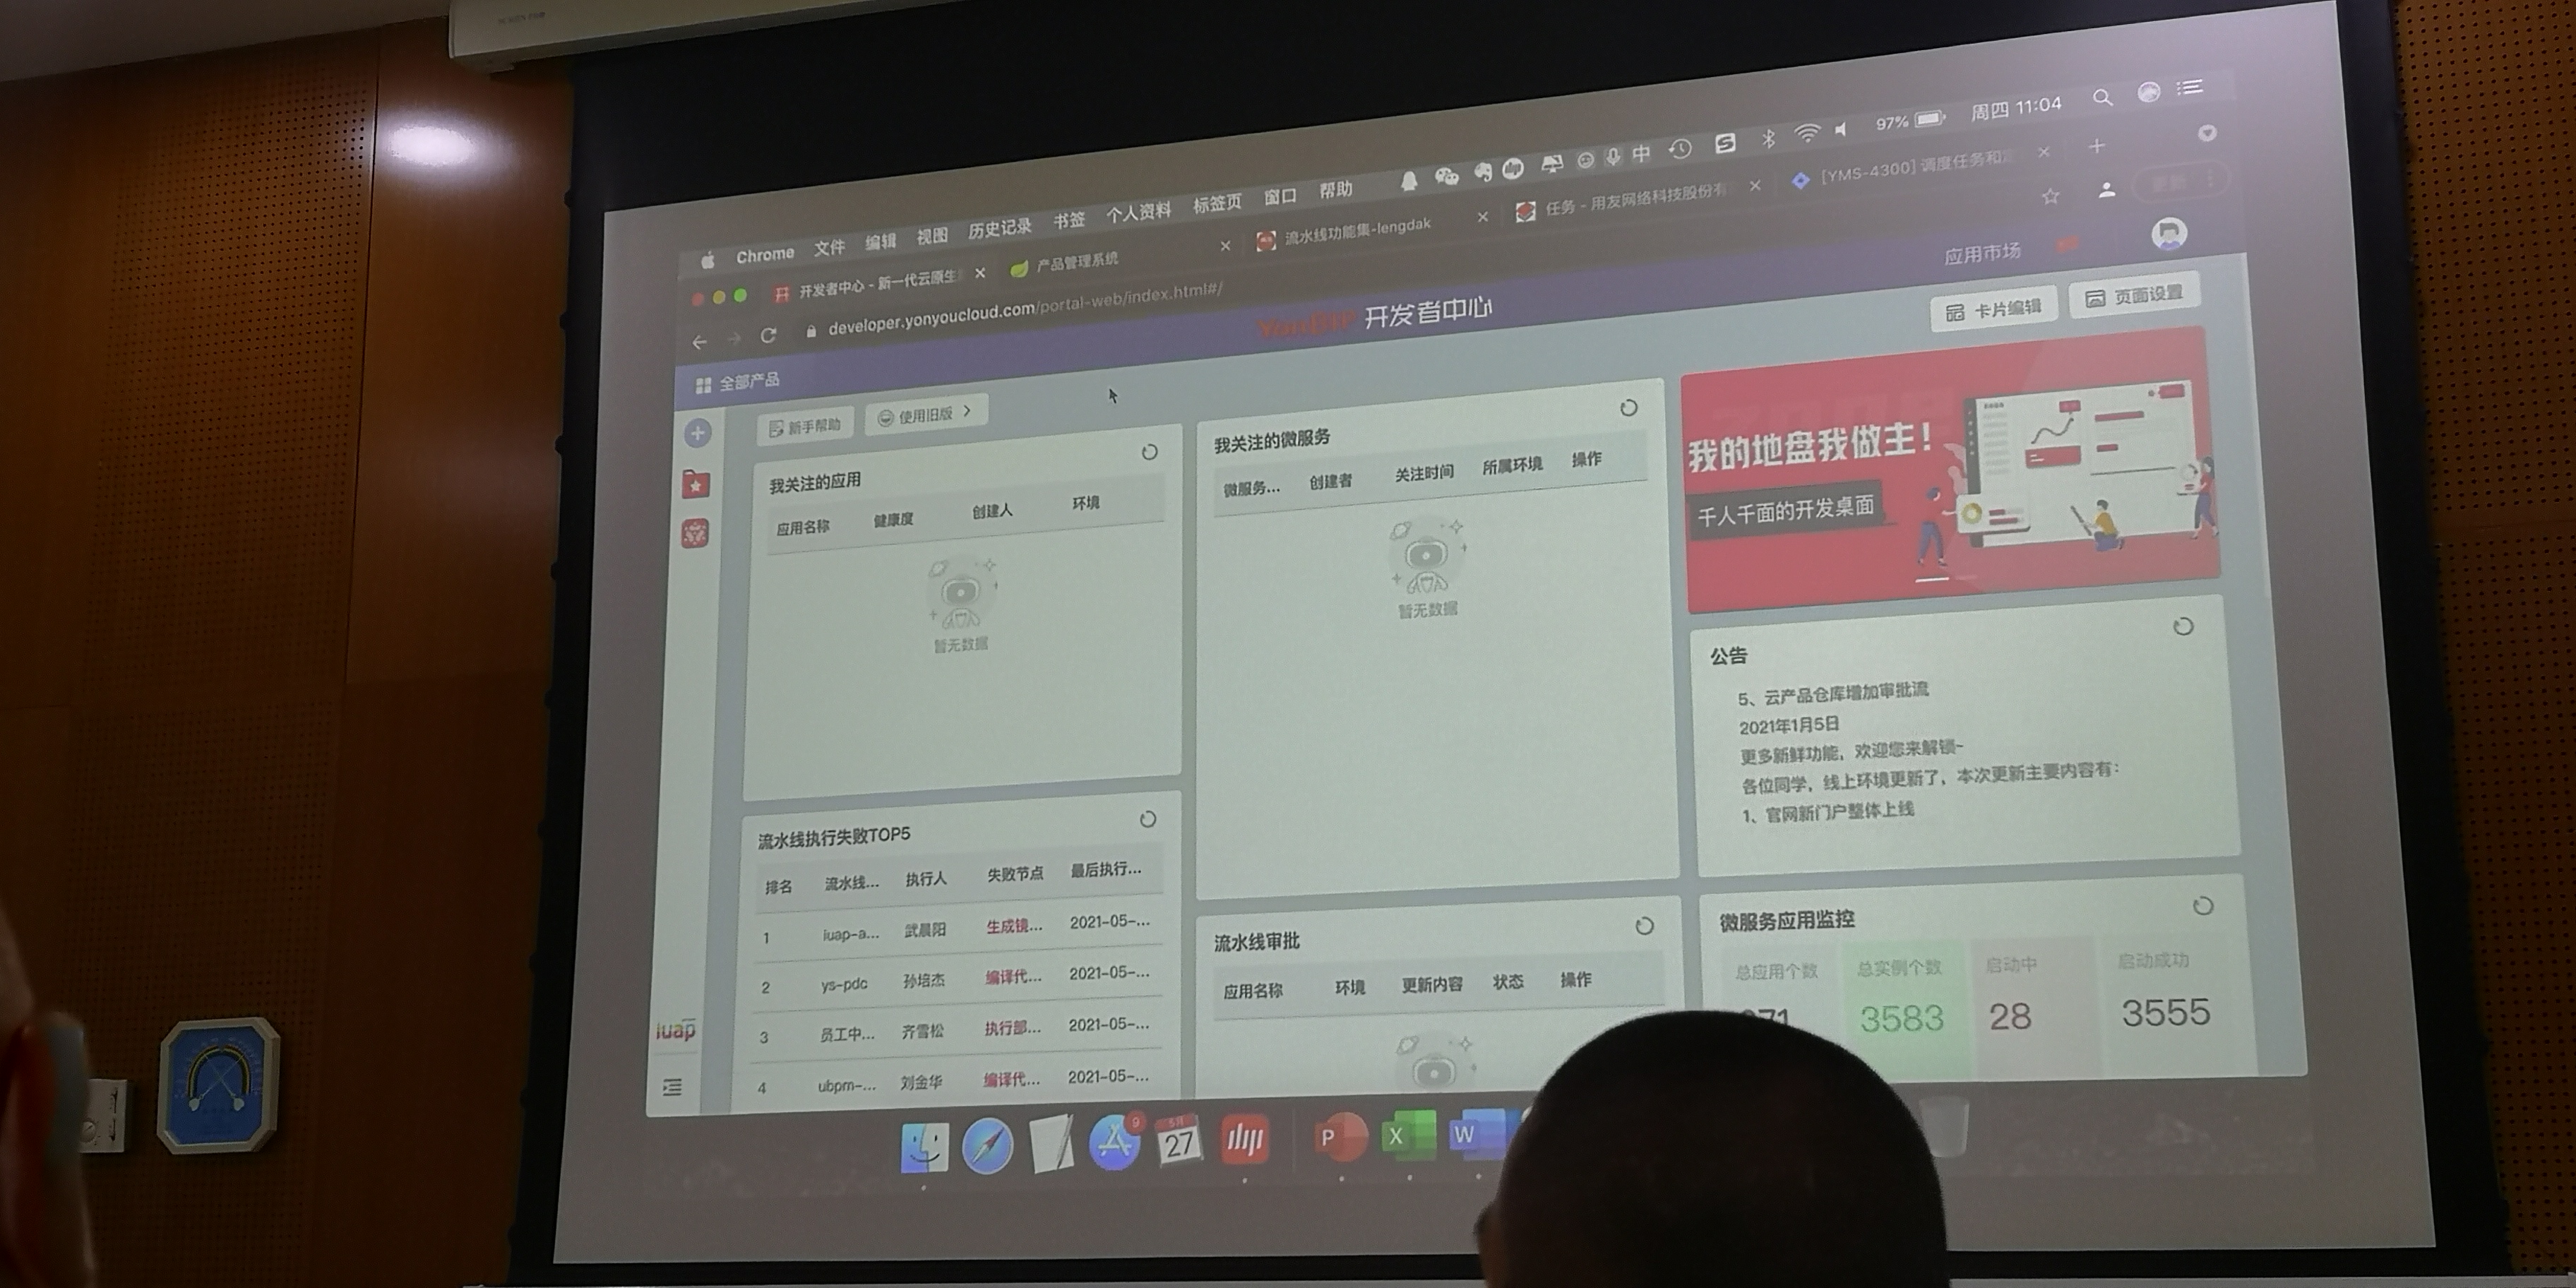 Chrome 文件 编辑 视图 历史记录 书签 个人资料 标签页 窗口 帮助
中
97% 周四 11:04
开发者中心 - 新一代云原生
产品管理系统
流水线功能集-lengdak
任务 - 用友网络科技股份有
[YMS-4300] 调度任务和
developer.yonyoucloud.com/portal-web/index.html#/
更新
全部产品
YonBIP 开发者中心
应用市场
新手帮助
使用旧版
卡片编辑
页面设置
我关注的应用
应用名称 健康度 创建人 环境
暂无数据
我关注的微服务
微服务... 创建者 关注时间 所属环境 操作
暂无数据
我的地盘我做主！
千人千面的开发桌面
公告
5、云产品仓库增加审批流
2021年1月5日
更多新鲜功能，欢迎您来解锁~
各位同学，线上环境更新了，本次更新主要内容有：
1、官网新门户整体上线
流水线执行失败TOP5
排名 流水线... 执行人 失败节点 最后执行...
1 iuap-a... 武晨阳 生成镜... 2021-05-...
2 ys-pdc 孙培杰 编译代... 2021-05-...
3 员工中... 齐雪松 执行部... 2021-05-...
4 ubpm-... 刘金华 编译代... 2021-05-...
流水线审批
应用名称 环境 更新内容 状态 操作
微服务应用监控
总应用个数 总实例个数 启动中 启动成功
71 3583 28 3555
iuap
9
5月
27
P
X
W